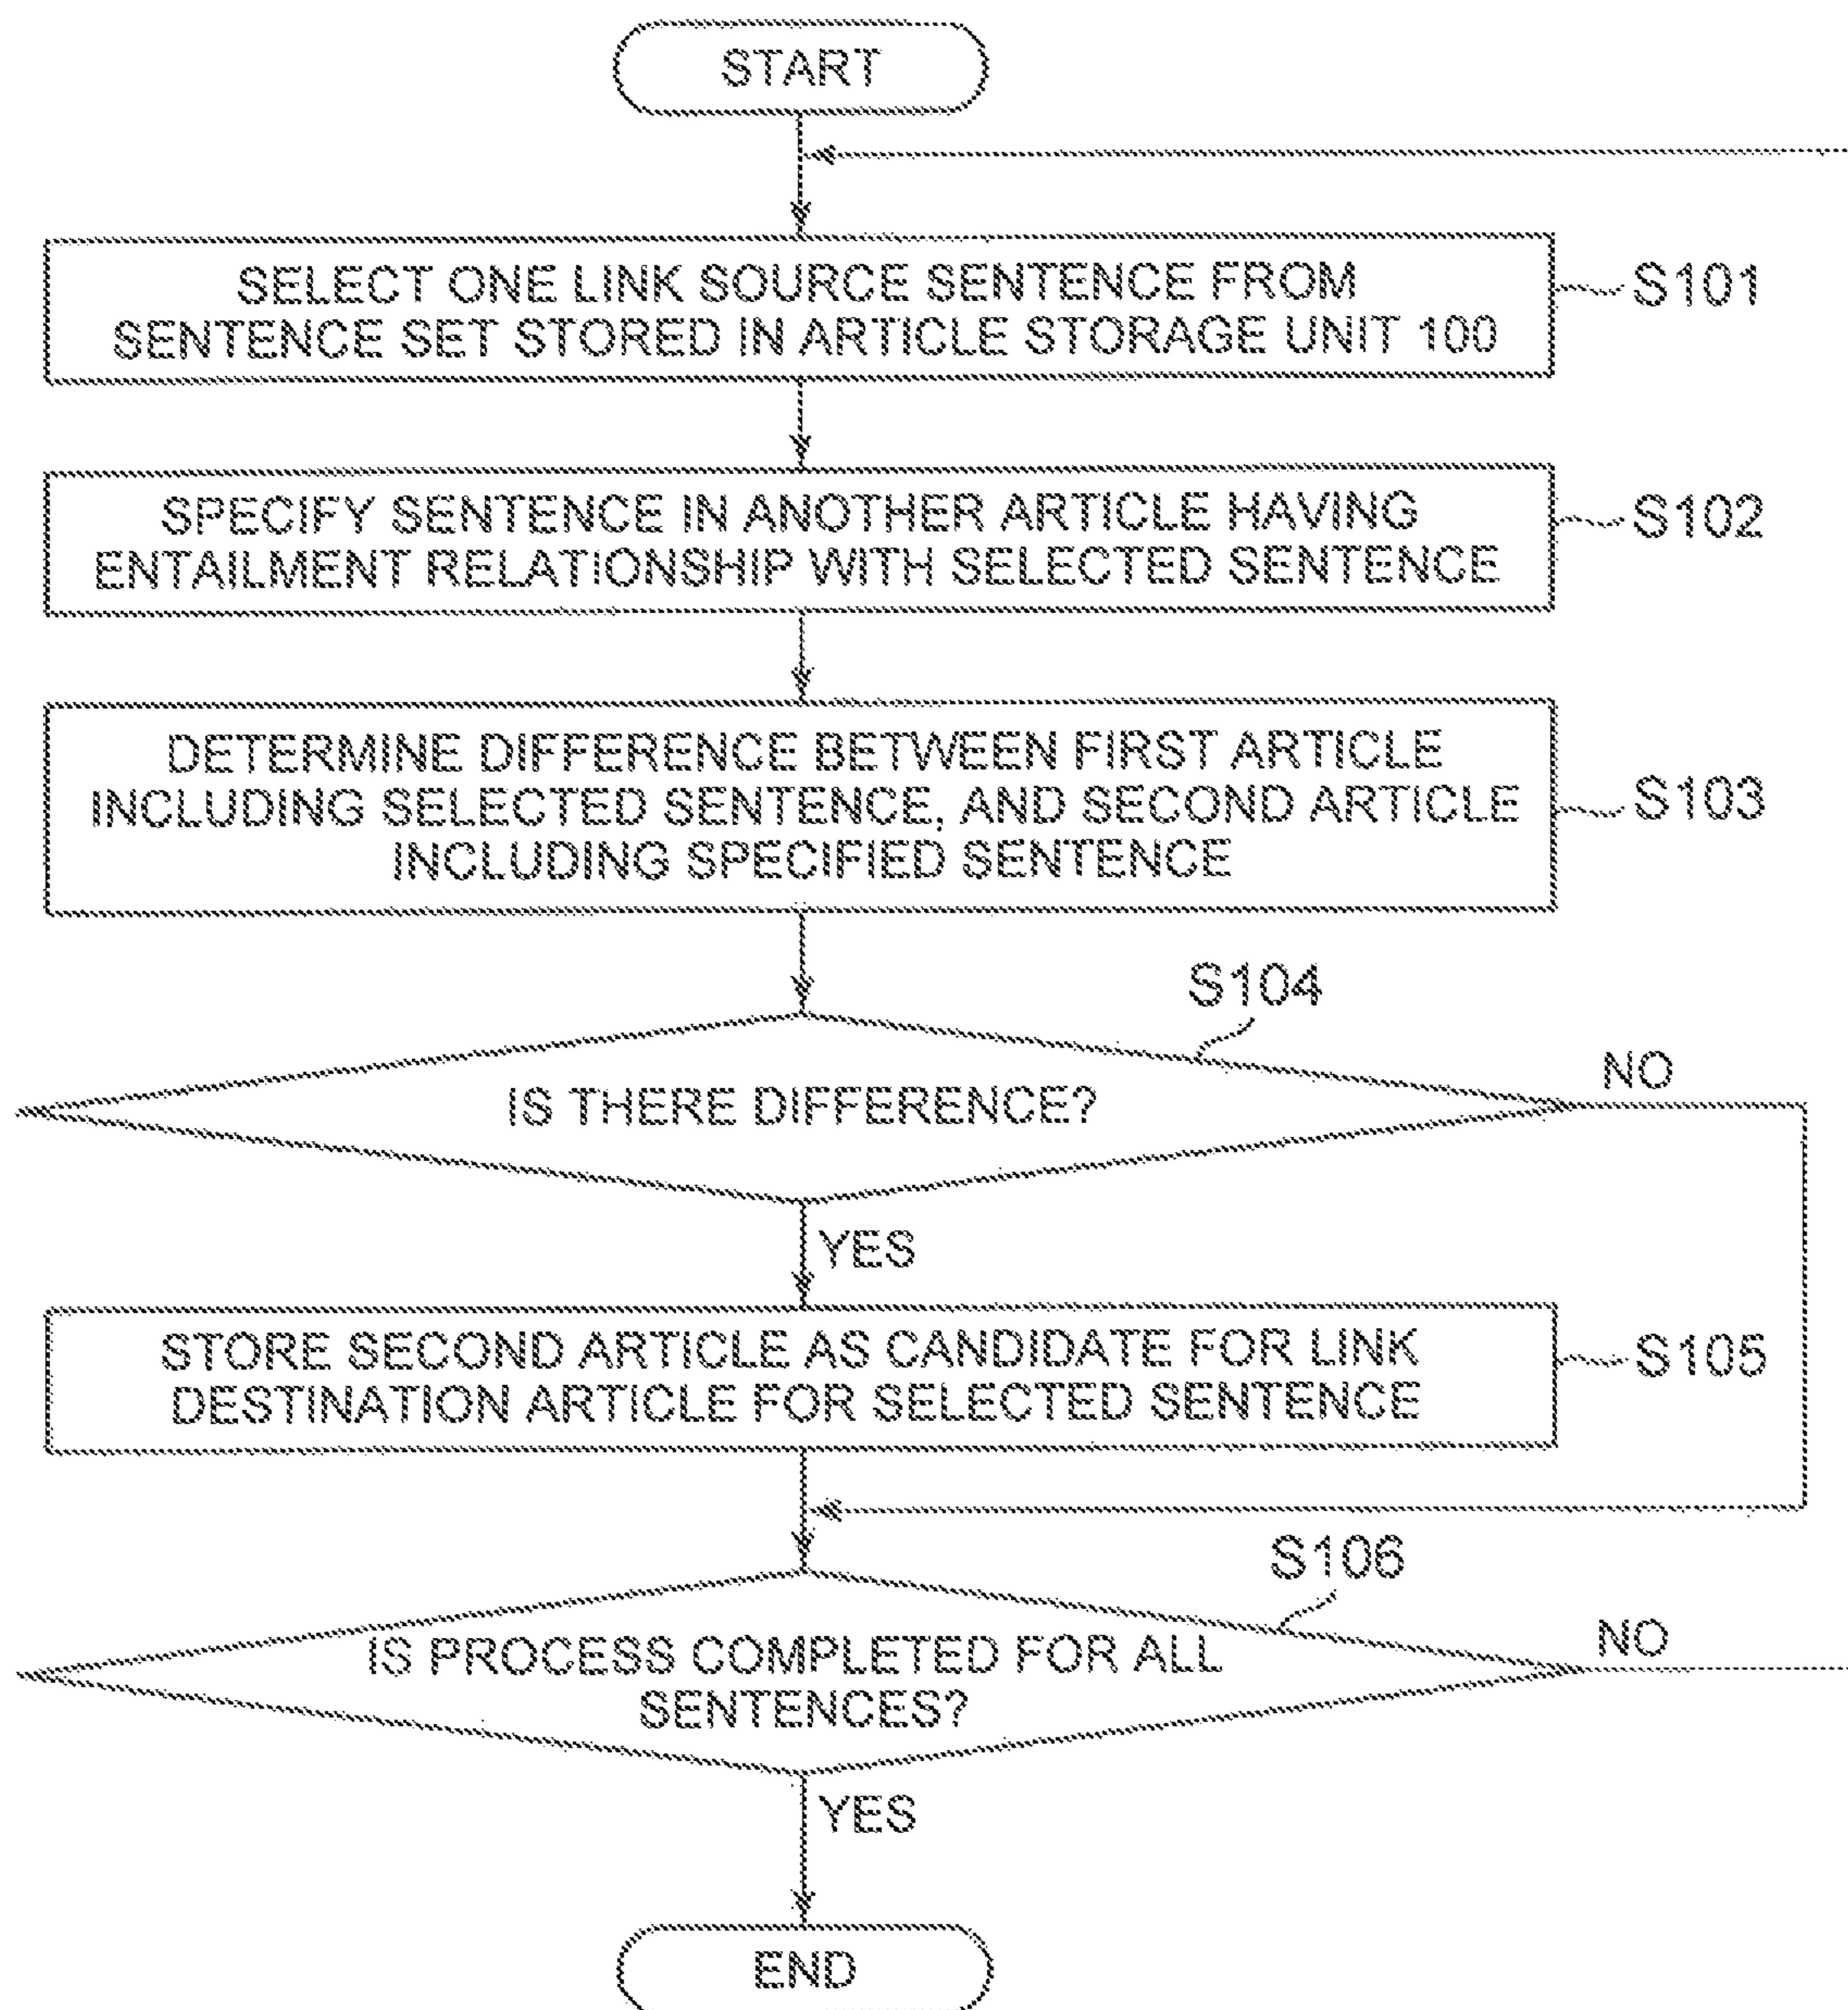 START
SELECT ONE LINK SOURCE SENTENCE FROM
SENTENCE SET STORED IN ARTICLE STORAGE UNIT 100
S101
SPECIFY SENTENCE IN ANOTHER ARTICLE HAVING
ENTAILMENT RELATIONSHIP WITH SELECTED SENTENCE
S102
DETERMINE DIFFERENCE BETWEEN FIRST ARTICLE
INCLUDING SELECTED SENTENCE, AND SECOND ARTICLE
INCLUDING SPECIFIED SENTENCE
S103
S104
IS THERE DIFFERENCE?
NO
YES
STORE SECOND ARTICLE AS CANDIDATE FOR LINK
DESTINATION ARTICLE FOR SELECTED SENTENCE
S105
S106
IS PROCESS COMPLETED FOR ALL
SENTENCES?
NO
YES
END